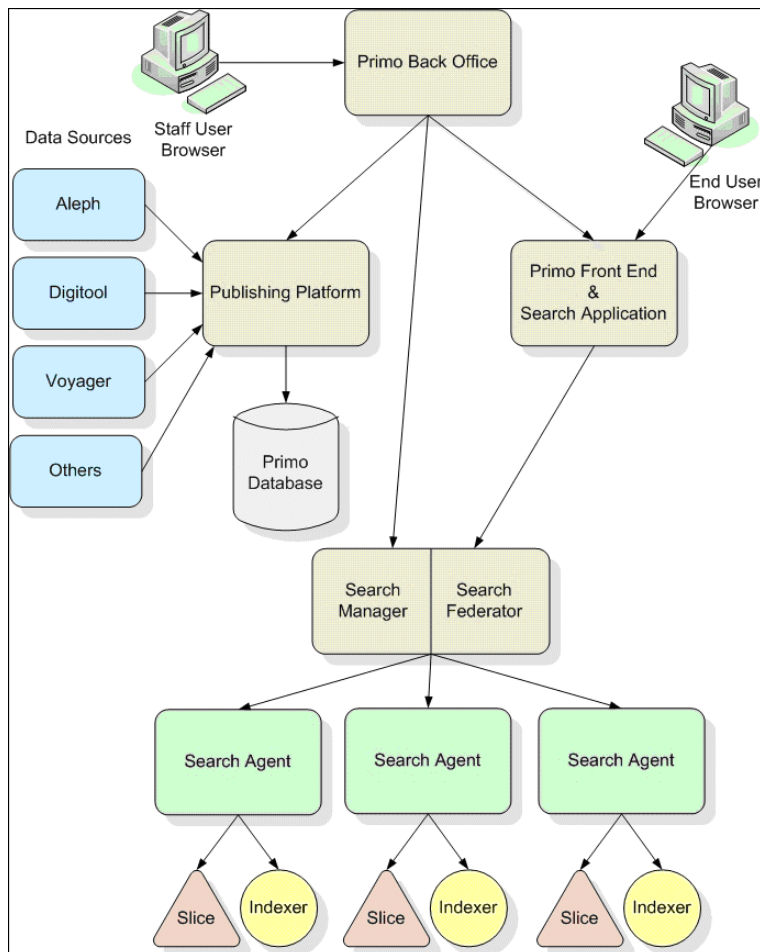 Primo Back Office
Staff User
Browser
Data Sources
End User
Browser
Aleph
Digitool
Voyager
Others
Publishing Platform
Primo Front End
&
Search Application
Primo
Database
Search
Manager
Search
Federator
Search Agent
Search Agent
Search Agent
Slice
Indexer
Slice
Indexer
Slice
Indexer